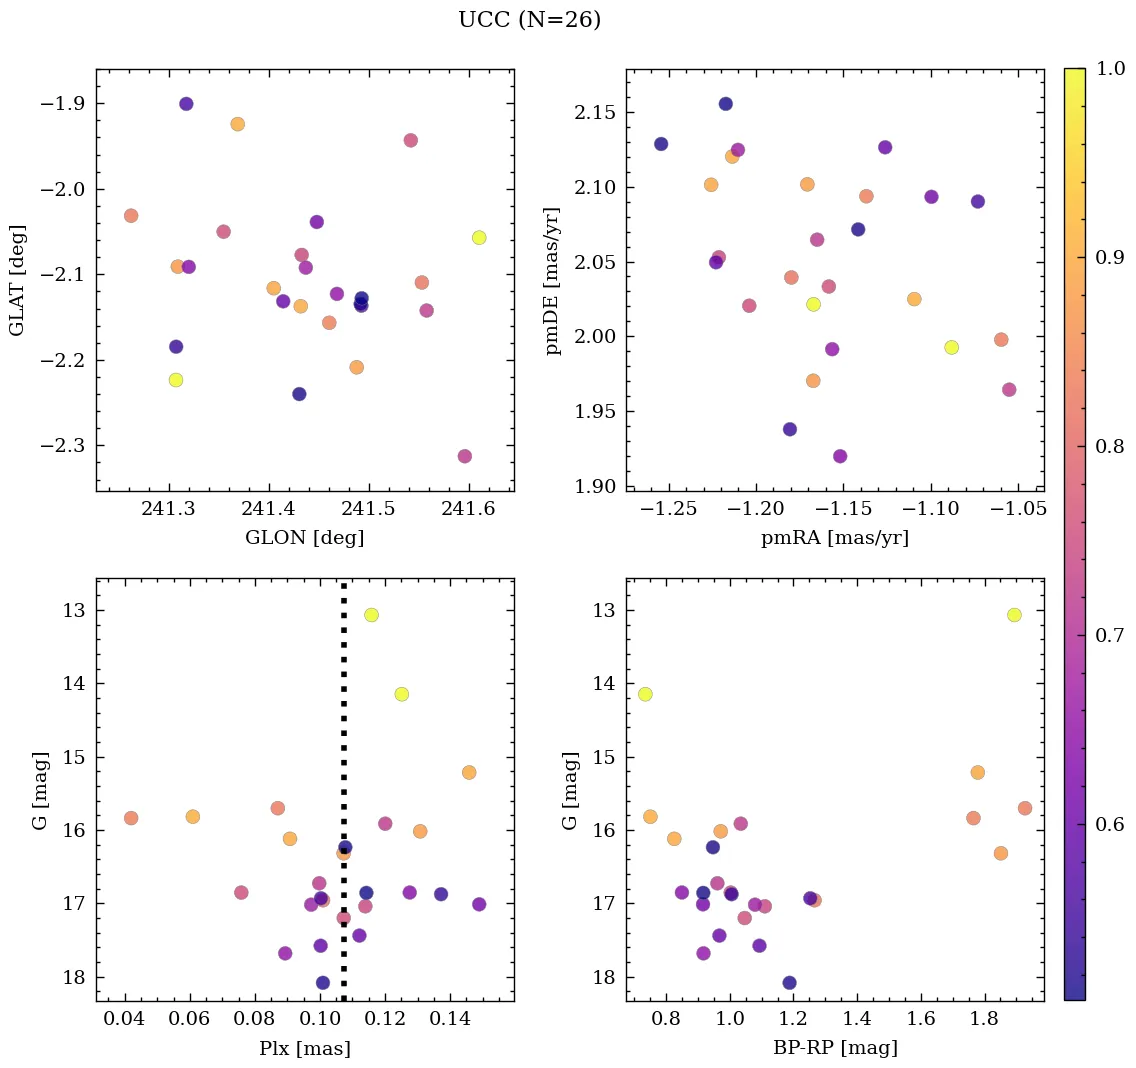 UCC (N=26)
−1.9
−2.0
−2.1
−2.2
−2.3
GLAT [deg]
241.3 241.4 241.5 241.6
GLON [deg]
2.15
2.10
2.05
2.00
1.95
1.90
pmDE [mas/yr]
−1.25 −1.20 −1.15 −1.10 −1.05
pmRA [mas/yr]
1.0
0.9
0.8
0.7
0.6
13
14
15
16
17
18
G [mag]
0.04 0.06 0.08 0.10 0.12 0.14
Plx [mas]
13
14
15
16
17
18
G [mag]
0.8 1.0 1.2 1.4 1.6 1.8
BP-RP [mag]